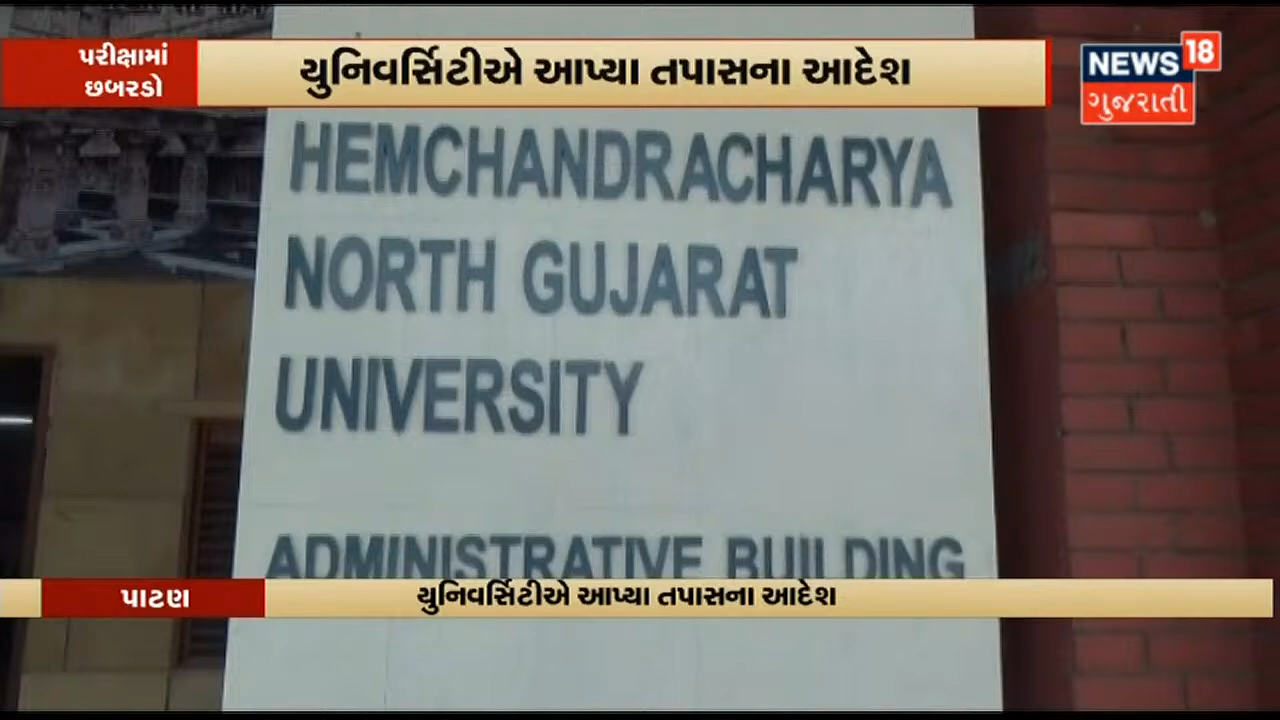 પરીક્ષામાં
છબરડો
યુનિવર્સિટીએ આપ્યા તપાસના આદેશ
NEWS 18
ગુજરાતી
HEMCHANDRACHARYA
NORTH GUJARAT
UNIVERSITY
ADMINISTRATIVE BUILDING
પાટણ
યુનિવર્સિટીએ આપ્યા તપાસના આદેશ